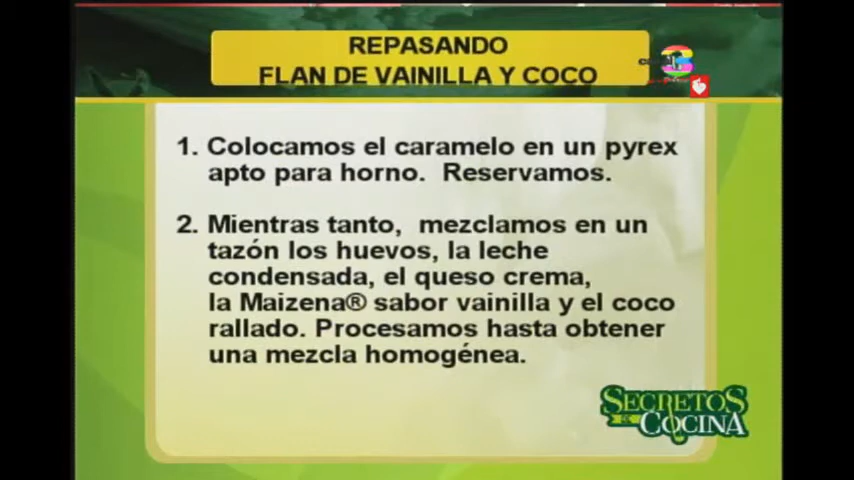 REPASANDO
FLAN DE VAINILLA Y COCO
1. Colocamos el caramelo en un pyrex
apto para horno. Reservamos.
2. Mientras tanto, mezclamos en un
tazón los huevos, la leche
condensada, el queso crema,
la Maizena® sabor vainilla y el coco
rallado. Procesamos hasta obtener
una mezcla homogénea.
SECRETOS
DE COCINA